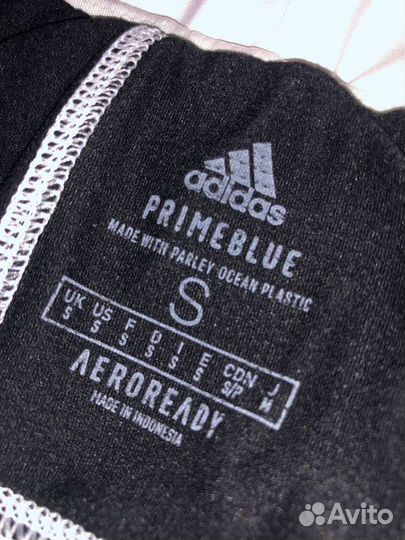 adidas
PRIMEBLUE
MADE WITH PARLEY OCEAN PLASTIC
S
UK US F D I E CDN J
S S S S S S S/P M
AEROREADY
MADE IN INDONESIA
Avito